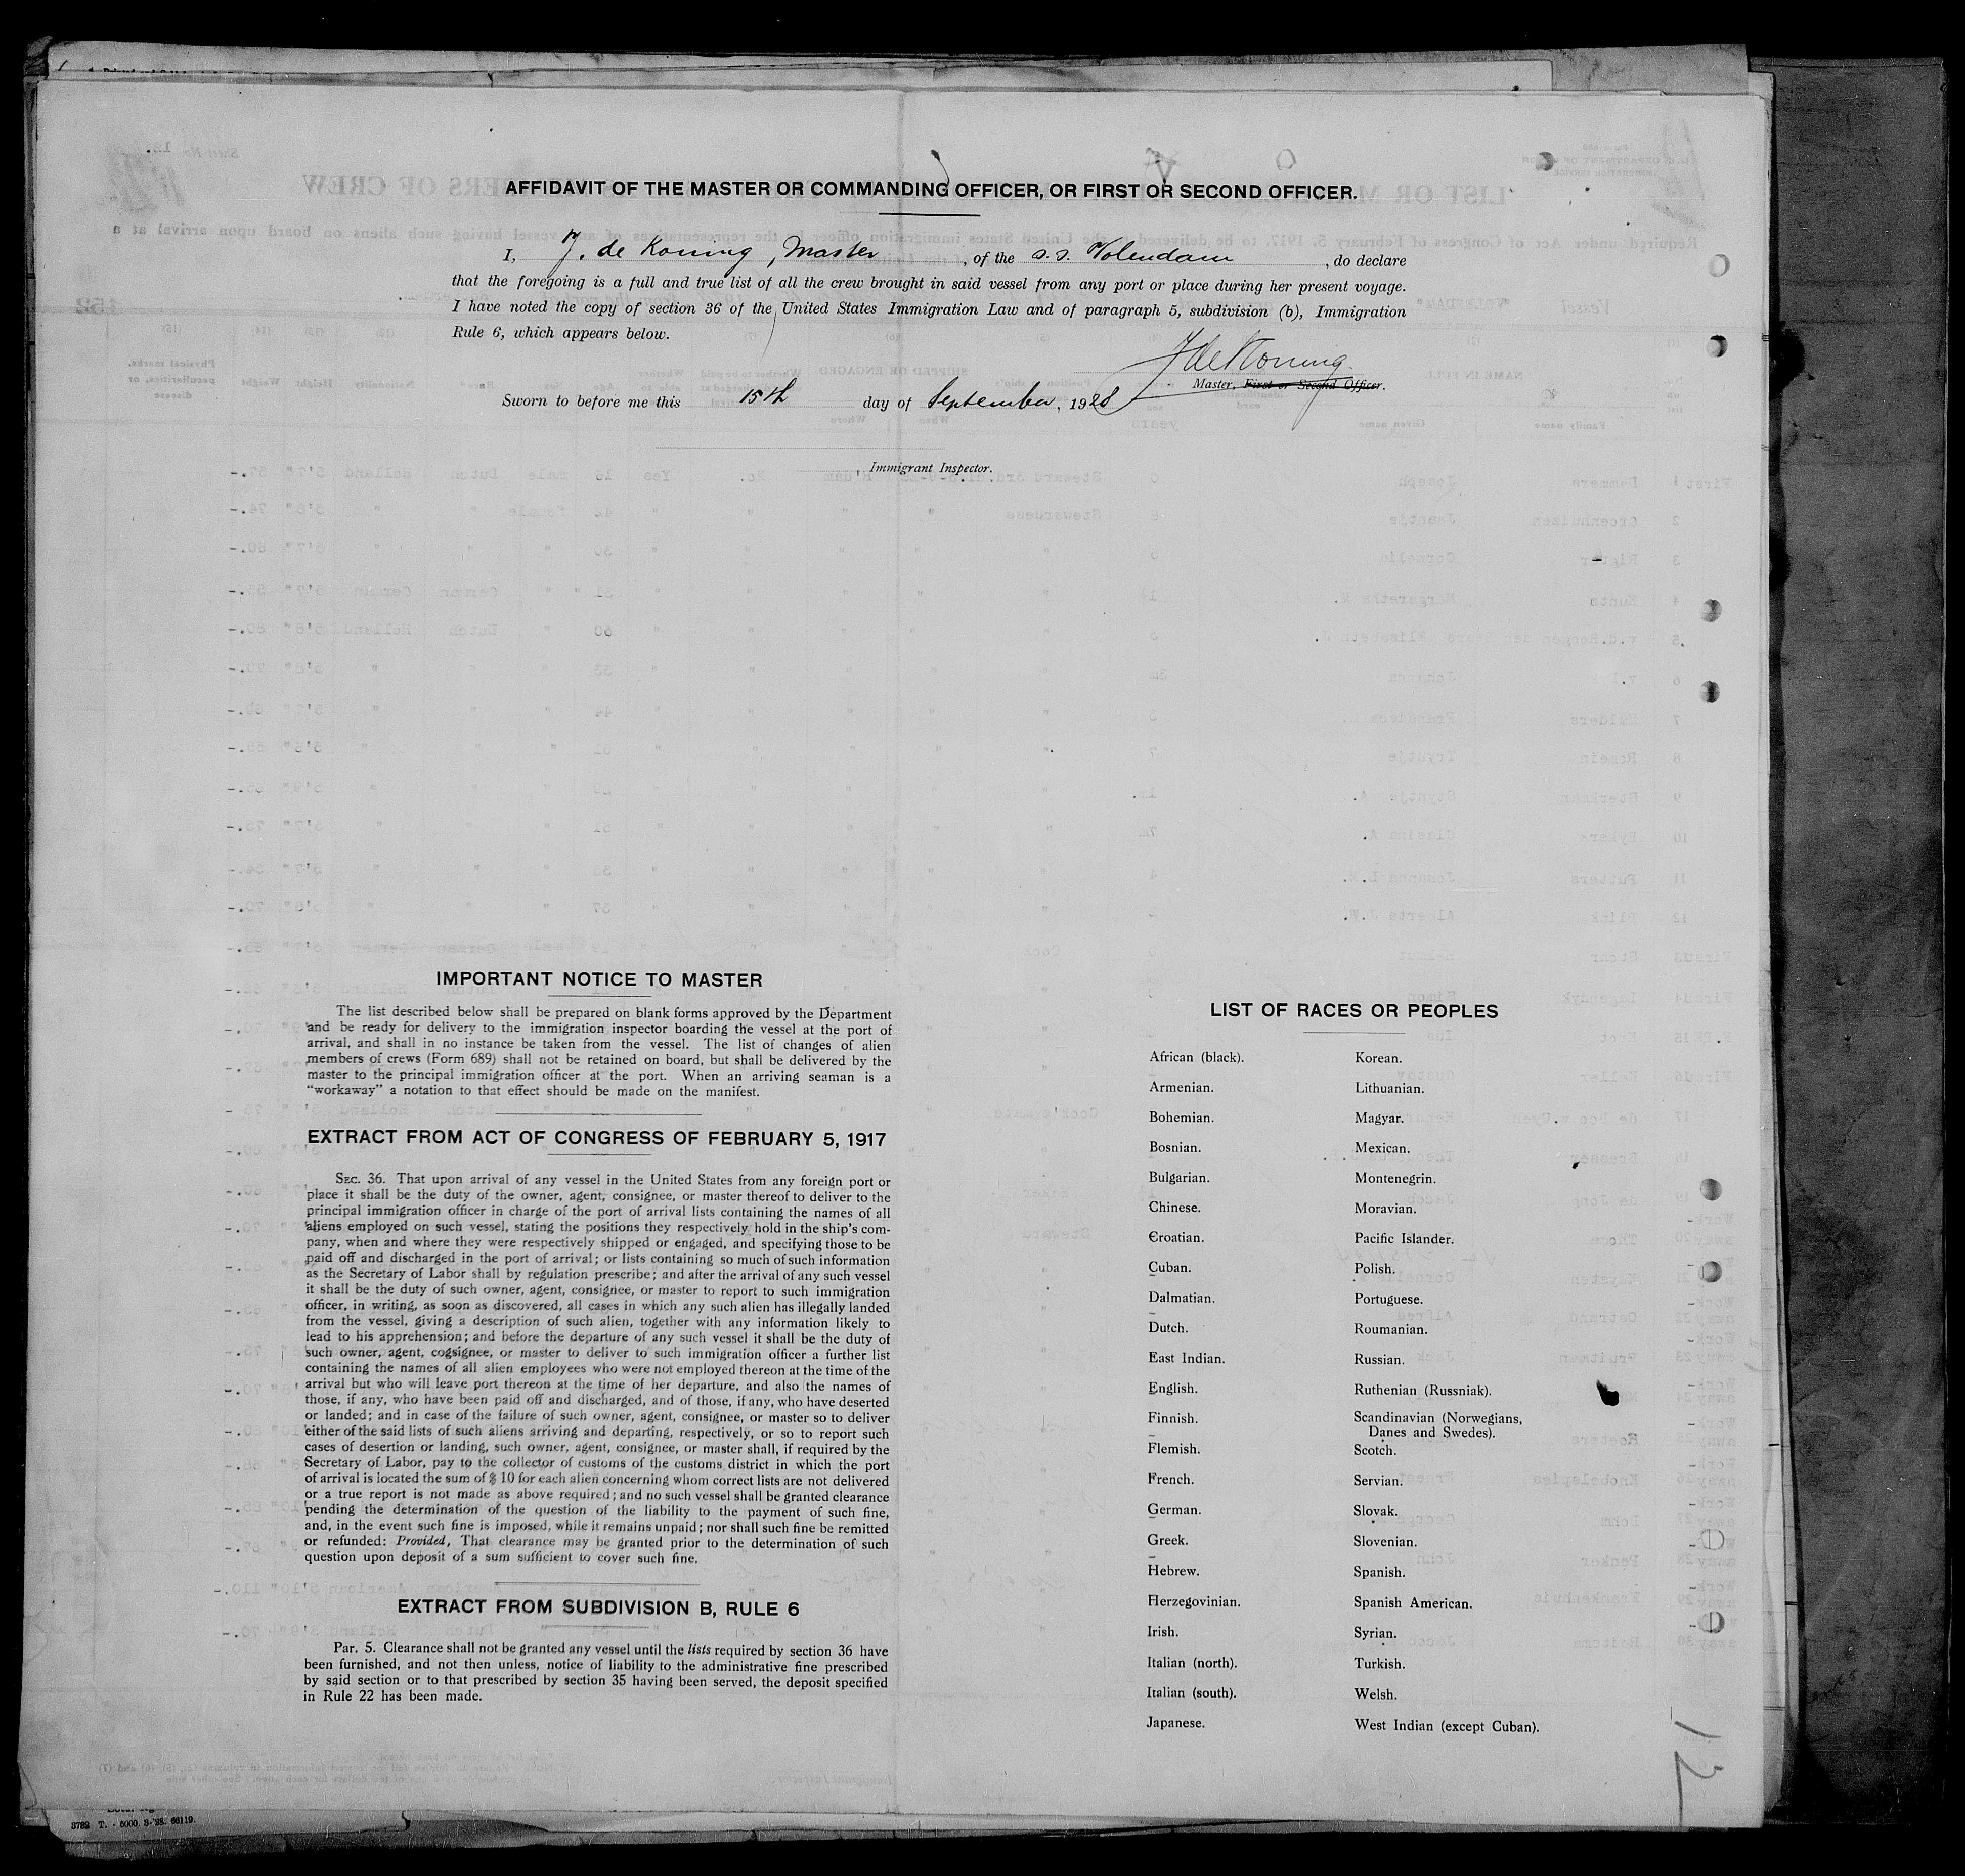 AFFIDAVIT OF THE MASTER OR COMMANDING OFFICER, OR FIRST OR SECOND OFFICER.
I, J. de Koning, Master, of the s.s. Volendam, do declare
that the foregoing is a full and true list of all the crew brought in said vessel from any port or place during her present voyage.
I have noted the copy of section 36 of the United States Immigration Law and of paragraph 5, subdivision (b), Immigration
Rule 6, which appears below.
J de Koning.
Master, First or Second Officer.
Sworn to before me this 15th day of September, 1928
, Immigrant Inspector.
IMPORTANT NOTICE TO MASTER
The list described below shall be prepared on blank forms approved by the Department
and be ready for delivery to the immigration inspector boarding the vessel at the port of
arrival, and shall in no instance be taken from the vessel. The list of changes of alien
members of crews (Form 689) shall not be retained on board, but shall be delivered by the
master to the principal immigration officer at the port. When an arriving seaman is a
“workaway” a notation to that effect should be made on the manifest.
EXTRACT FROM ACT OF CONGRESS OF FEBRUARY 5, 1917
SEC. 36. That upon arrival of any vessel in the United States from any foreign port or
place it shall be the duty of the owner, agent, consignee, or master thereof to deliver to the
principal immigration officer in charge of the port of arrival lists containing the names of all
aliens employed on such vessel, stating the positions they respectively hold in the ship's com-
pany, when and where they were respectively shipped or engaged, and specifying those to be
paid off and discharged in the port of arrival; or lists containing so much of such information
as the Secretary of Labor shall by regulation prescribe; and after the arrival of any such vessel
it shall be the duty of such owner, agent, consignee, or master to report to such immigration
officer, in writing, as soon as discovered, all cases in which any such alien has illegally landed
from the vessel, giving a description of such alien, together with any information likely to
lead to his apprehension; and before the departure of any such vessel it shall be the duty of
such owner, agent, cogsignee, or master to deliver to such immigration officer a further list
containing the names of all alien employees who were not employed thereon at the time of the
arrival but who will leave port thereon at the time of her departure, and also the names of
those, if any, who have been paid off and discharged, and of those, if any, who have deserted
or landed; and in case of the failure of such owner, agent, consignee, or master so to deliver
either of the said lists of such aliens arriving and departing, respectively, or so to report such
cases of desertion or landing, such owner, agent, consignee, or master shall, if required by the
Secretary of Labor, pay to the collector of customs of the customs district in which the port
of arrival is located the sum of $ 10 for each alien concerning whom correct lists are not delivered
or a true report is not made as above required; and no such vessel shall be granted clearance
pending the determination of the question of the liability to the payment of such fine,
and, in the event such fine is imposed, while it remains unpaid; nor shall such fine be remitted
or refunded: Provided, That clearance may be granted prior to the determination of such
question upon deposit of a sum sufficient to cover such fine.
EXTRACT FROM SUBDIVISION B, RULE 6
Par. 5. Clearance shall not be granted any vessel until the lists required by section 36 have
been furnished, and not then unless, notice of liability to the administrative fine prescribed
by said section or to that prescribed by section 35 having been served, the deposit specified
in Rule 22 has been made.
LIST OF RACES OR PEOPLES
African (black).
Armenian.
Bohemian.
Bosnian.
Bulgarian.
Chinese.
Croatian.
Cuban.
Dalmatian.
Dutch.
East Indian.
English.
Finnish.
Flemish.
French.
German.
Greek.
Hebrew.
Herzegovinian.
Irish.
Italian (north).
Italian (south).
Japanese.
Korean.
Lithuanian.
Magyar.
Mexican.
Montenegrin.
Moravian.
Pacific Islander.
Polish.
Portuguese.
Roumanian.
Russian.
Ruthenian (Russniak).
Scandinavian (Norwegians,
Danes and Swedes).
Scotch.
Servian.
Slovak.
Slovenian.
Spanish.
Spanish American.
Syrian.
Turkish.
Welsh.
West Indian (except Cuban).
12
3782 T. - 5000. 3-'28. 66119.